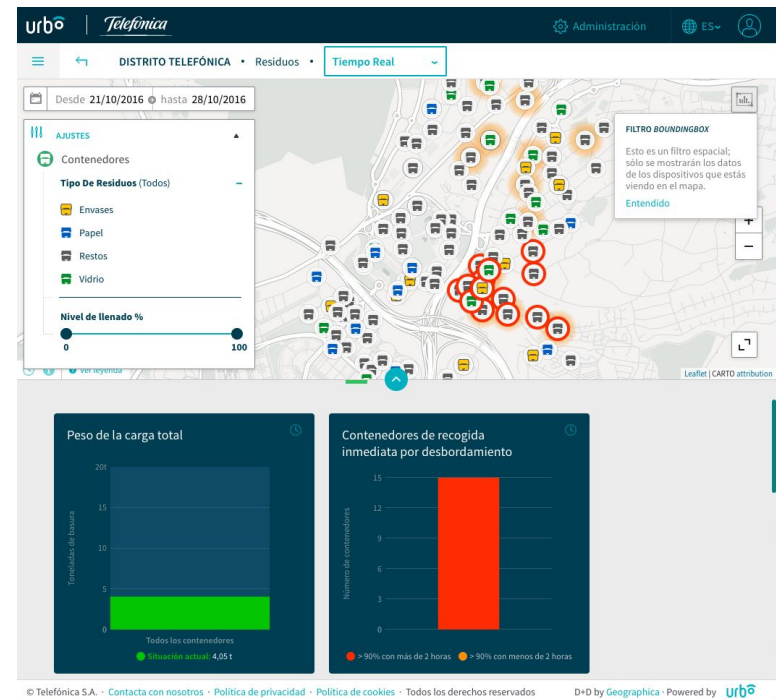 urbo Telefónica Administración ES
DISTRITO TELEFÓNICA • Residuos • Tiempo Real
Desde 21/10/2016 hasta 28/10/2016
AJUSTES
Contenedores
Tipo De Residuos (Todos)
Envases
Papel
Restos
Vidrio
Nivel de llenado %
0 100
Ver leyenda
FILTRO BOUNDINGBOX
Esto es un filtro espacial;
sólo se mostrarán los datos
de los dispositivos que estás
viendo en el mapa.
Entendido
+
−
Leaflet | CARTO attribution
Peso de la carga total
20t
15
10
5
0
Toneladas de basura
Todos los contenedores
Situación actual: 4,05 t
Contenedores de recogida
inmediata por desbordamiento
15
12
9
6
3
0
Número de contenedores
> 90% con más de 2 horas > 90% con menos de 2 horas
© Telefónica S.A. · Contacta con nosotros · Política de privacidad · Política de cookies · Todos los derechos reservados D+D by Geographica · Powered by urbo